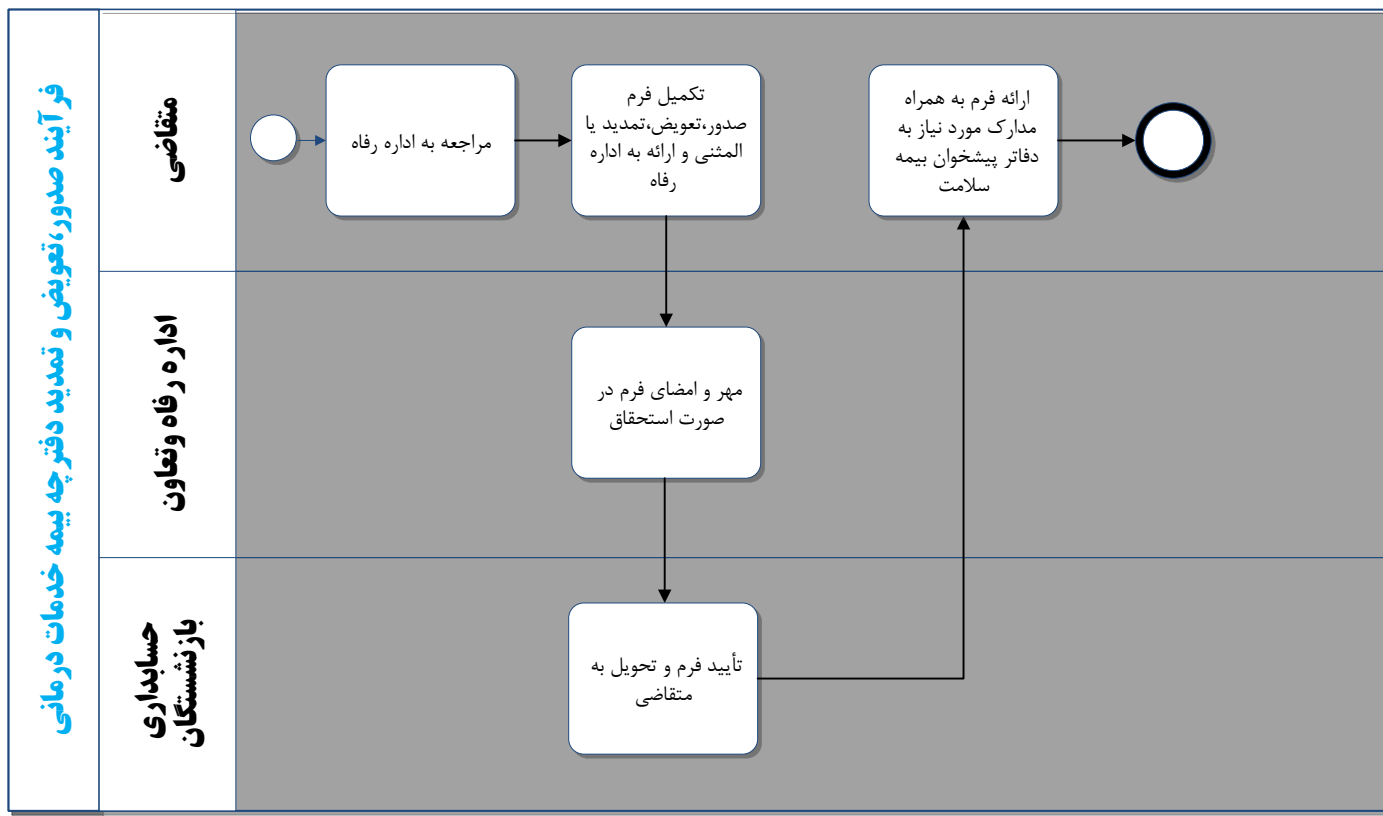 فرآیند صدور،تعویض و تمدید دفترچه بیمه خدمات درمانی
متقاضی
مراجعه به اداره رفاه
تکمیل فرم
صدور،تعویض،تمدید یا
المثنی و ارائه به اداره
رفاه
ارائه فرم به همراه
مدارک مورد نیاز به
دفاتر پیشخوان بیمه
سلامت
اداره رفاه وتعاون
مهر و امضای فرم در
صورت استحقاق
حسابداری
بازنشستگان
تأیید فرم و تحویل به
متقاضی